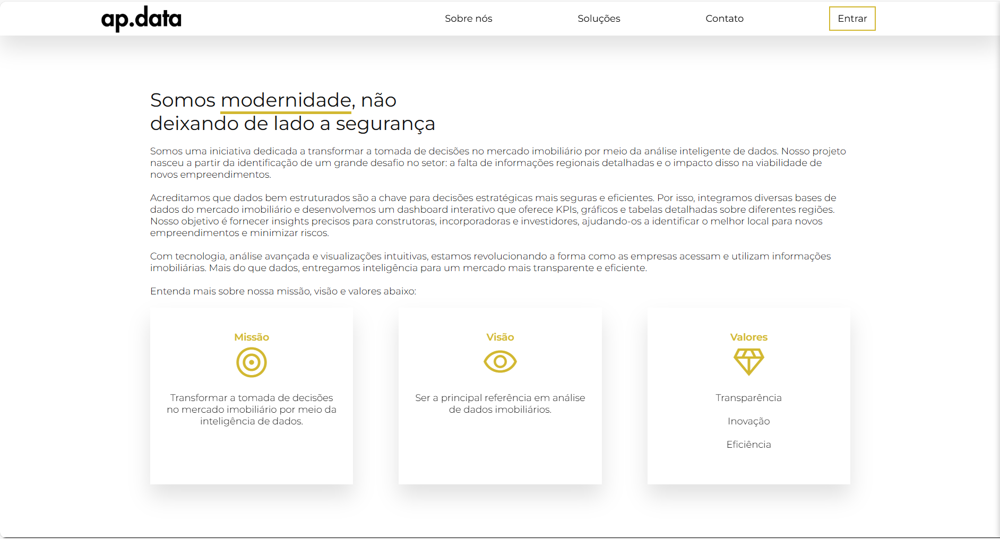 ap.data
Sobre nós
Soluções
Contato
Entrar
Somos modernidade, não
deixando de lado a segurança
Somos uma iniciativa dedicada a transformar a tomada de decisões no mercado imobiliário por meio da análise inteligente de dados. Nosso projeto
nasceu a partir da identificação de um grande desafio no setor: a falta de informações regionais detalhadas e o impacto disso na viabilidade de
novos empreendimentos.
Acreditamos que dados bem estruturados são a chave para decisões estratégicas mais seguras e eficientes. Por isso, integramos diversas bases de
dados do mercado imobiliário e desenvolvemos um dashboard interativo que oferece KPIs, gráficos e tabelas detalhadas sobre diferentes regiões.
Nosso objetivo é fornecer insights precisos para construtoras, incorporadoras e investidores, ajudando-os a identificar o melhor local para novos
empreendimentos e minimizar riscos.
Com tecnologia, análise avançada e visualizações intuitivas, estamos revolucionando a forma como as empresas acessam e utilizam informações
imobiliárias. Mais do que dados, entregamos inteligência para um mercado mais transparente e eficiente.
Entenda mais sobre nossa missão, visão e valores abaixo:
Missão
Transformar a tomada de decisões
no mercado imobiliário por meio da
inteligência de dados.
Visão
Ser a principal referência em análise
de dados imobiliários.
Valores
Transparência
Inovação
Eficiência